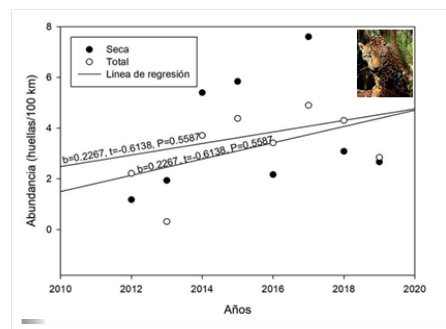 8
Seca
Total
Linea de regresión
6
4
2
0
Abundancia (huellas/100 km)
b=0.2267, t=-0.6138, P=0.5587
b=0.2267, t=-0.6138, P=0.5587
2010 2012 2014 2016 2018 2020
Años